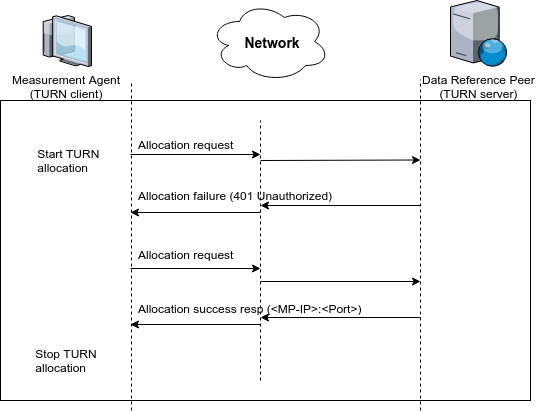 Network
Measurement Agent
(TURN client)
Data Reference Peer
(TURN server)
Allocation request
Start TURN
allocation
Allocation failure (401 Unauthorized)
Allocation request
Allocation success resp (<MP-IP>:<Port>)
Stop TURN
allocation